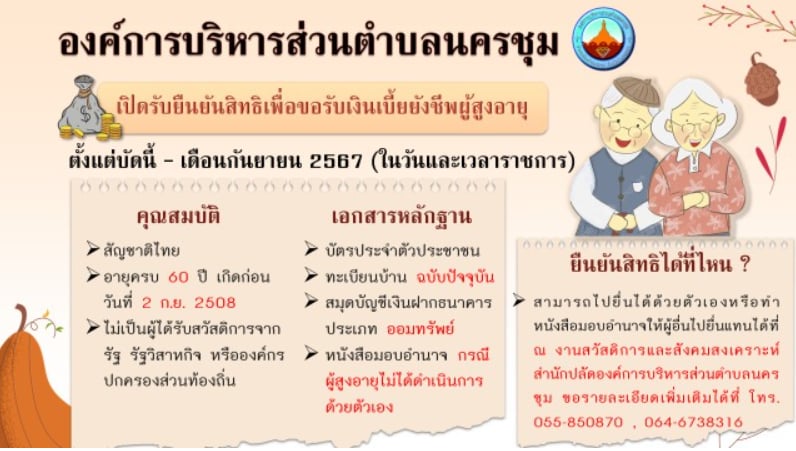 องค์การบริหารส่วนตำบลนครชุม
เปิดรับยืนยันสิทธิเพื่อขอรับเงินเบี้ยยังชีพผู้สูงอายุ
ตั้งแต่บัดนี้ - เดือนกันยายน 2567 (ในวันและเวลาราชการ)
คุณสมบัติ
➢ สัญชาติไทย
➢ อายุครบ 60 ปี เกิดก่อน
วันที่ 2 ก.ย. 2508
➢ ไม่เป็นผู้ได้รับสวัสดิการจาก
รัฐ รัฐวิสาหกิจ หรือองค์กร
ปกครองส่วนท้องถิ่น
เอกสารหลักฐาน
➢ บัตรประจำตัวประชาชน
➢ ทะเบียนบ้าน ฉบับปัจจุบัน
➢ สมุดบัญชีเงินฝากธนาคาร
ประเภท ออมทรัพย์
➢ หนังสือมอบอำนาจ กรณี
ผู้สูงอายุไม่ได้ดำเนินการ
ด้วยตัวเอง
ยืนยันสิทธิได้ที่ไหน ?
➢ สามารถไปยื่นได้ด้วยตัวเองหรือทำ
หนังสือมอบอำนาจให้ผู้อื่นไปยื่นแทนได้ที่
ณ งานสวัสดิการและสังคมสงเคราะห์
สำนักปลัดองค์การบริหารส่วนตำบลนคร
ชุม ขอรายละเอียดเพิ่มเติมได้ที่ โทร.
055-850870 , 064-6738316